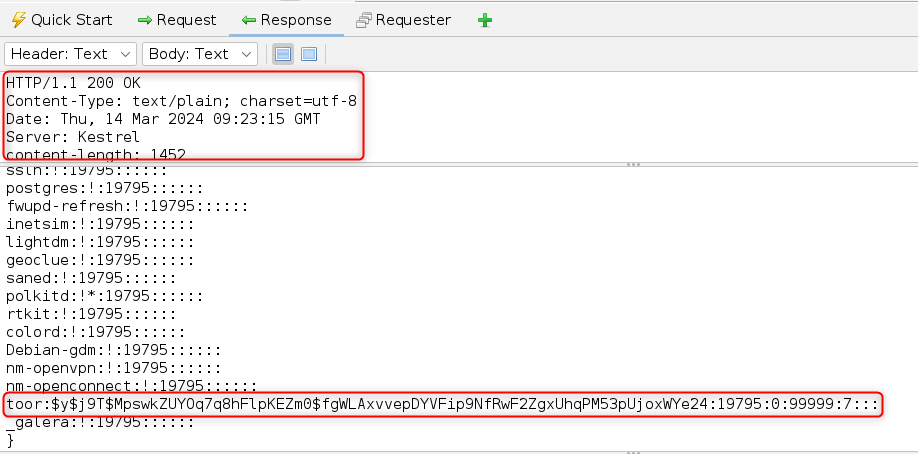 Quick Start Request Response Requester
Header: Text Body: Text
HTTP/1.1 200 OK
Content-Type: text/plain; charset=utf-8
Date: Thu, 14 Mar 2024 09:23:15 GMT
Server: Kestrel
content-length: 1452
sslh:!:19795::::::
postgres:!:19795::::::
fwupd-refresh:!:19795::::::
inetsim:!:19795::::::
lightdm:!:19795::::::
geoclue:!:19795::::::
saned:!:19795::::::
polkitd:!*:19795::::::
rtkit:!:19795::::::
colord:!:19795::::::
Debian-gdm:!:19795::::::
nm-openvpn:!:19795::::::
nm-openconnect:!:19795::::::
toor:$y$j9T$MpswkZUYOq7q8hFlpKEZm0$fgWLAxvvepDYVFip9NfRwF2ZgxUhqPM53pUjoxWYe24:19795:0:99999:7:::
_galera:!:19795::::::
}